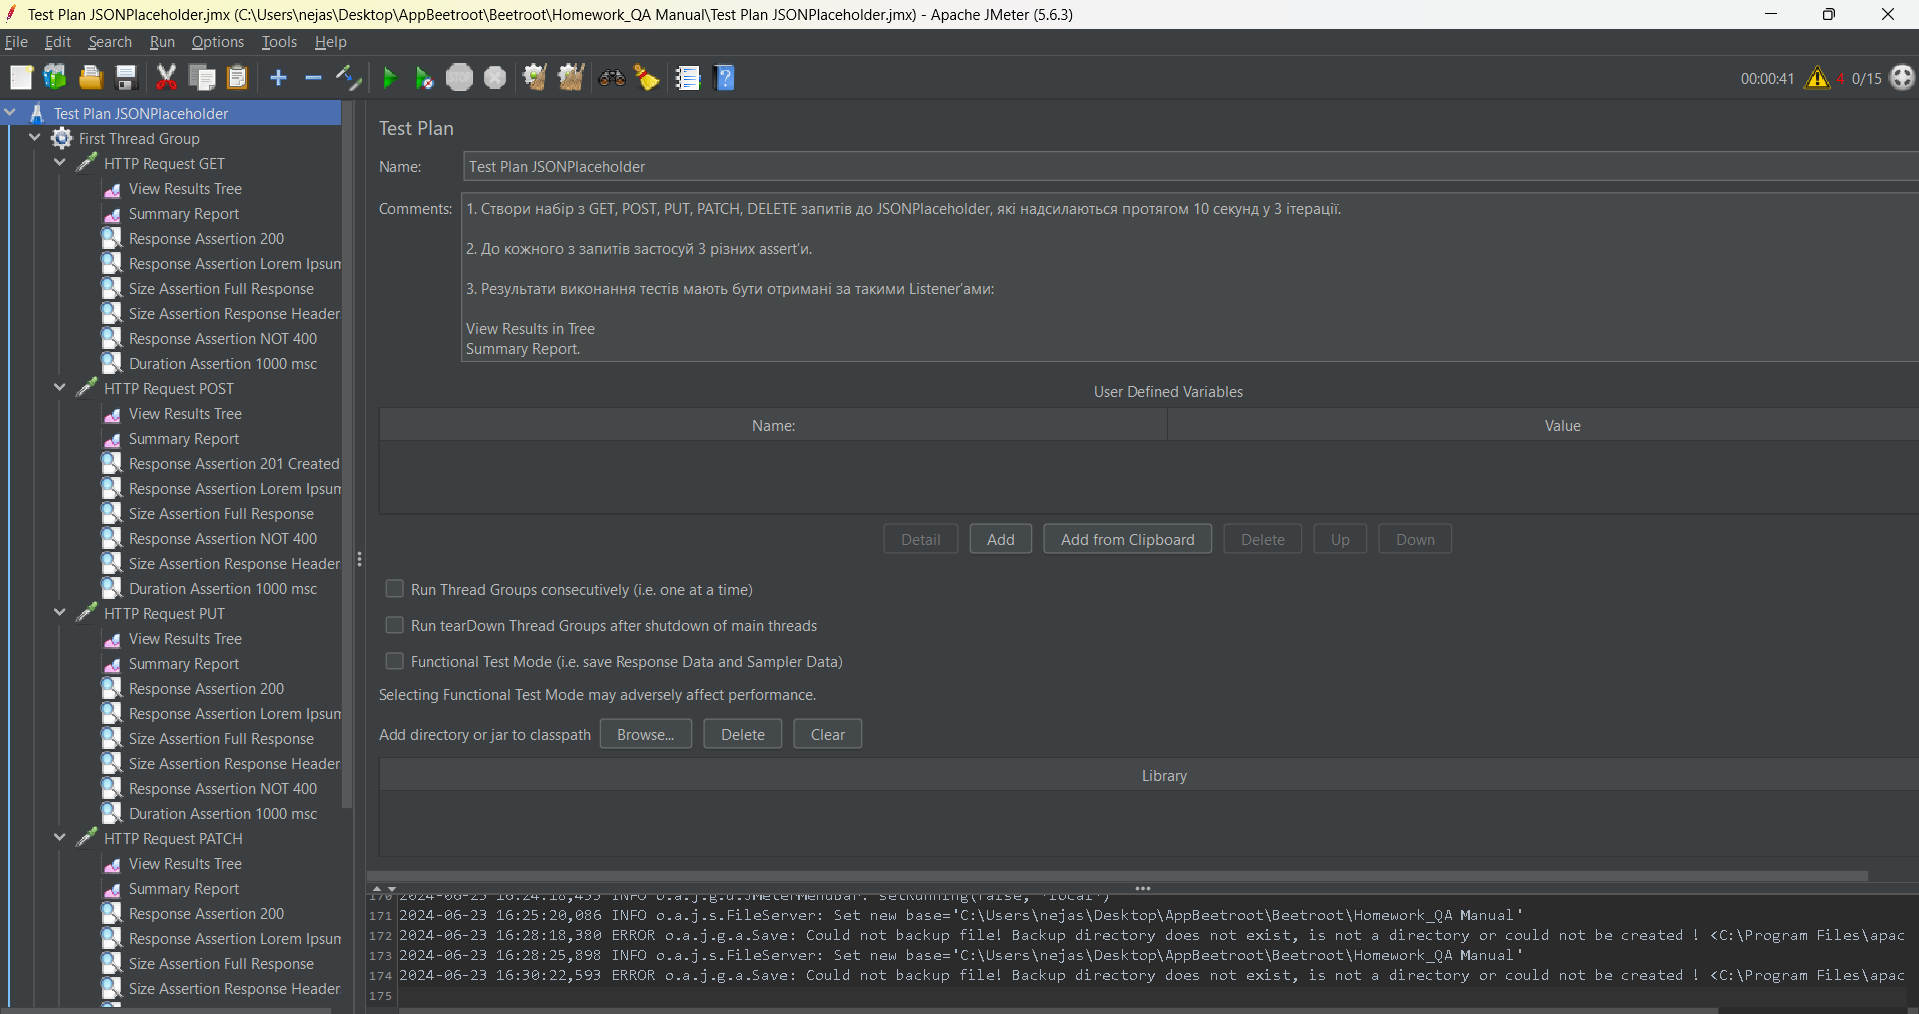 Test Plan JSONPlaceholder.jmx (C:\Users\nejas\Desktop\AppBeetroot\Beetroot\Homework_QA Manual\Test Plan JSONPlaceholder.jmx) - Apache JMeter (5.6.3)
File Edit Search Run Options Tools Help
STOP
00:00:41 4 0/15
Test Plan JSONPlaceholder
First Thread Group
HTTP Request GET
View Results Tree
Summary Report
Response Assertion 200
Response Assertion Lorem Ipsum
Size Assertion Full Response
Size Assertion Response Header
Response Assertion NOT 400
Duration Assertion 1000 msc
HTTP Request POST
View Results Tree
Summary Report
Response Assertion 201 Created
Response Assertion Lorem Ipsum
Size Assertion Full Response
Response Assertion NOT 400
Size Assertion Response Header
Duration Assertion 1000 msc
HTTP Request PUT
View Results Tree
Summary Report
Response Assertion 200
Response Assertion Lorem Ipsum
Size Assertion Full Response
Size Assertion Response Header
Response Assertion NOT 400
Duration Assertion 1000 msc
HTTP Request PATCH
View Results Tree
Summary Report
Response Assertion 200
Response Assertion Lorem Ipsum
Size Assertion Full Response
Size Assertion Response Header
Test Plan
Name: Test Plan JSONPlaceholder
Comments: 1. Створи набір з GET, POST, PUT, PATCH, DELETE запитів до JSONPlaceholder, які надсилаються протягом 10 секунд у 3 ітерації.
2. До кожного з запитів застосуй 3 різних assert'и.
3. Результати виконання тестів мають бути отримані за такими Listener'ами:
View Results in Tree
Summary Report.
User Defined Variables
Name: Value
Detail Add Add from Clipboard Delete Up Down
Run Thread Groups consecutively (i.e. one at a time)
Run tearDown Thread Groups after shutdown of main threads
Functional Test Mode (i.e. save Response Data and Sampler Data)
Selecting Functional Test Mode may adversely affect performance.
Add directory or jar to classpath Browse... Delete Clear
Library
170 2024-06-23 16:24:18,455 INFO o.a.j.g.u.JMeterMenuBar: setRunning(false, *local*)
171 2024-06-23 16:25:20,086 INFO o.a.j.s.FileServer: Set new base='C:\Users\nejas\Desktop\AppBeetroot\Beetroot\Homework_QA Manual'
172 2024-06-23 16:28:18,380 ERROR o.a.j.g.a.Save: Could not backup file! Backup directory does not exist, is not a directory or could not be created ! <C:\Program Files\apac
173 2024-06-23 16:28:25,898 INFO o.a.j.s.FileServer: Set new base='C:\Users\nejas\Desktop\AppBeetroot\Beetroot\Homework_QA Manual'
174 2024-06-23 16:30:22,593 ERROR o.a.j.g.a.Save: Could not backup file! Backup directory does not exist, is not a directory or could not be created ! <C:\Program Files\apac
175